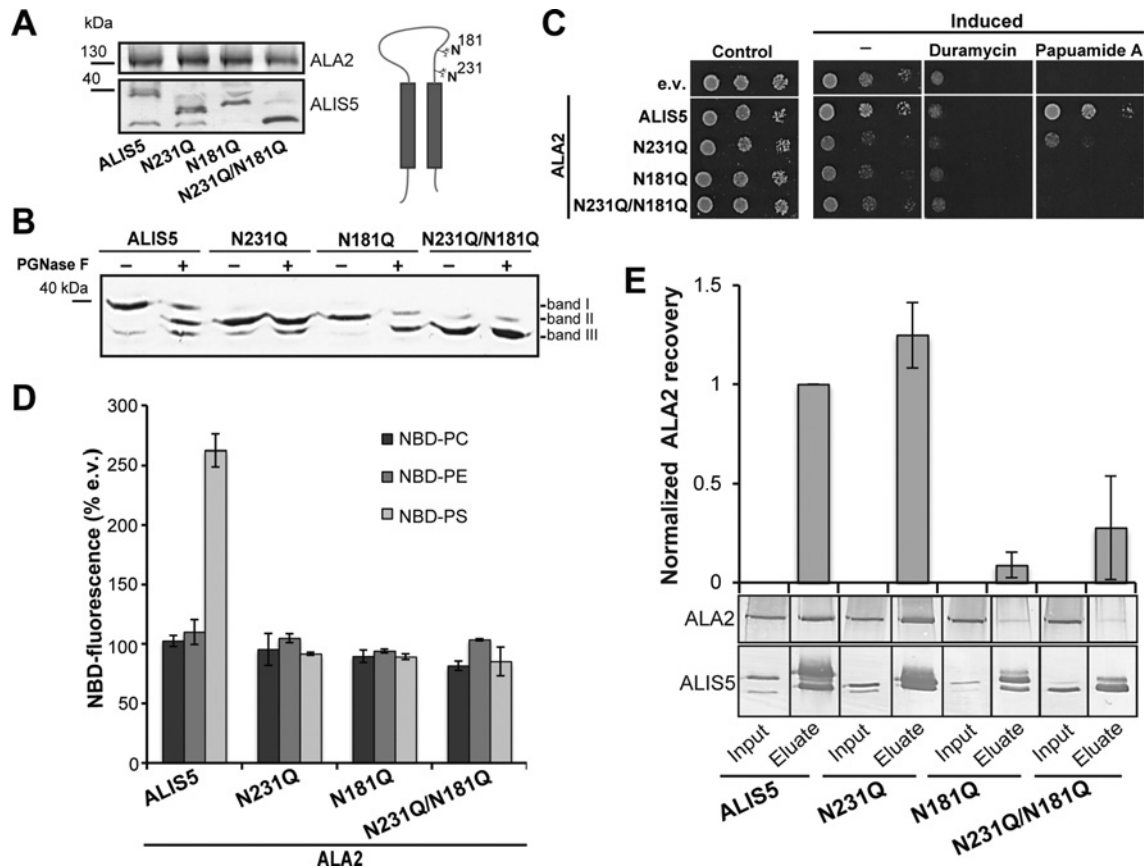 A
kDa
130
40
ALA2
ALIS5
ALIS5
N231Q
N181Q
N231Q/N181Q
N181
N231
B
ALIS5 N231Q N181Q N231Q/N181Q
PGNase F − + − + − + − +
40 kDa
band I
band II
band III
C
Induced
Control − Duramycin Papuamide A
e.v.
ALA2
ALIS5
N231Q
N181Q
N231Q/N181Q
D
NBD-fluorescence (% e.v.)
300
250
200
150
100
50
0
NBD-PC
NBD-PE
NBD-PS
ALIS5 N231Q N181Q N231Q/N181Q
ALA2
E
Normalized ALA2 recovery
1.5
1
0.5
0
ALA2
ALIS5
Input Eluate Input Eluate Input Eluate Input Eluate
ALIS5 N231Q N181Q N231Q/N181Q